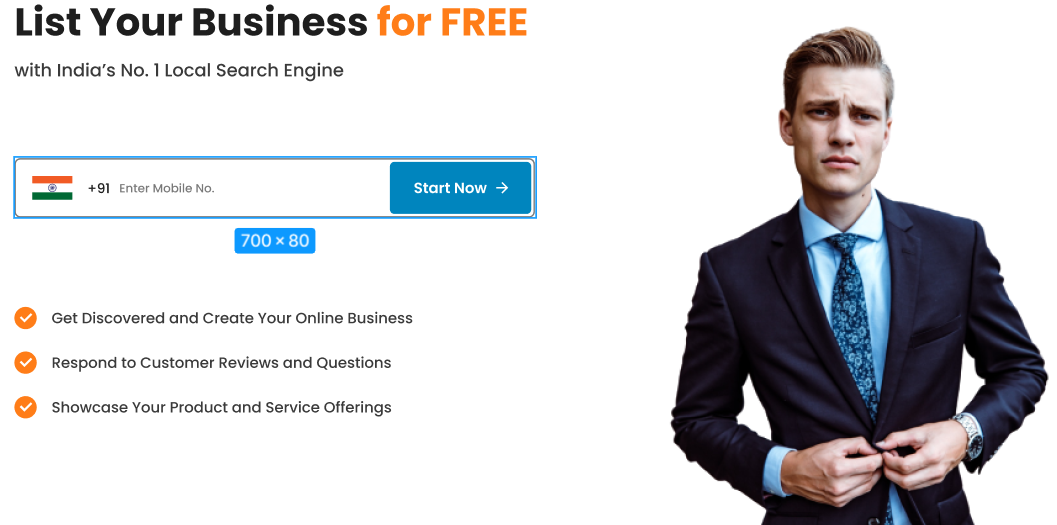 List Your Business for FREE
with India's No. 1 Local Search Engine
+91 Enter Mobile No. Start Now →
700 × 80
Get Discovered and Create Your Online Business
Respond to Customer Reviews and Questions
Showcase Your Product and Service Offerings